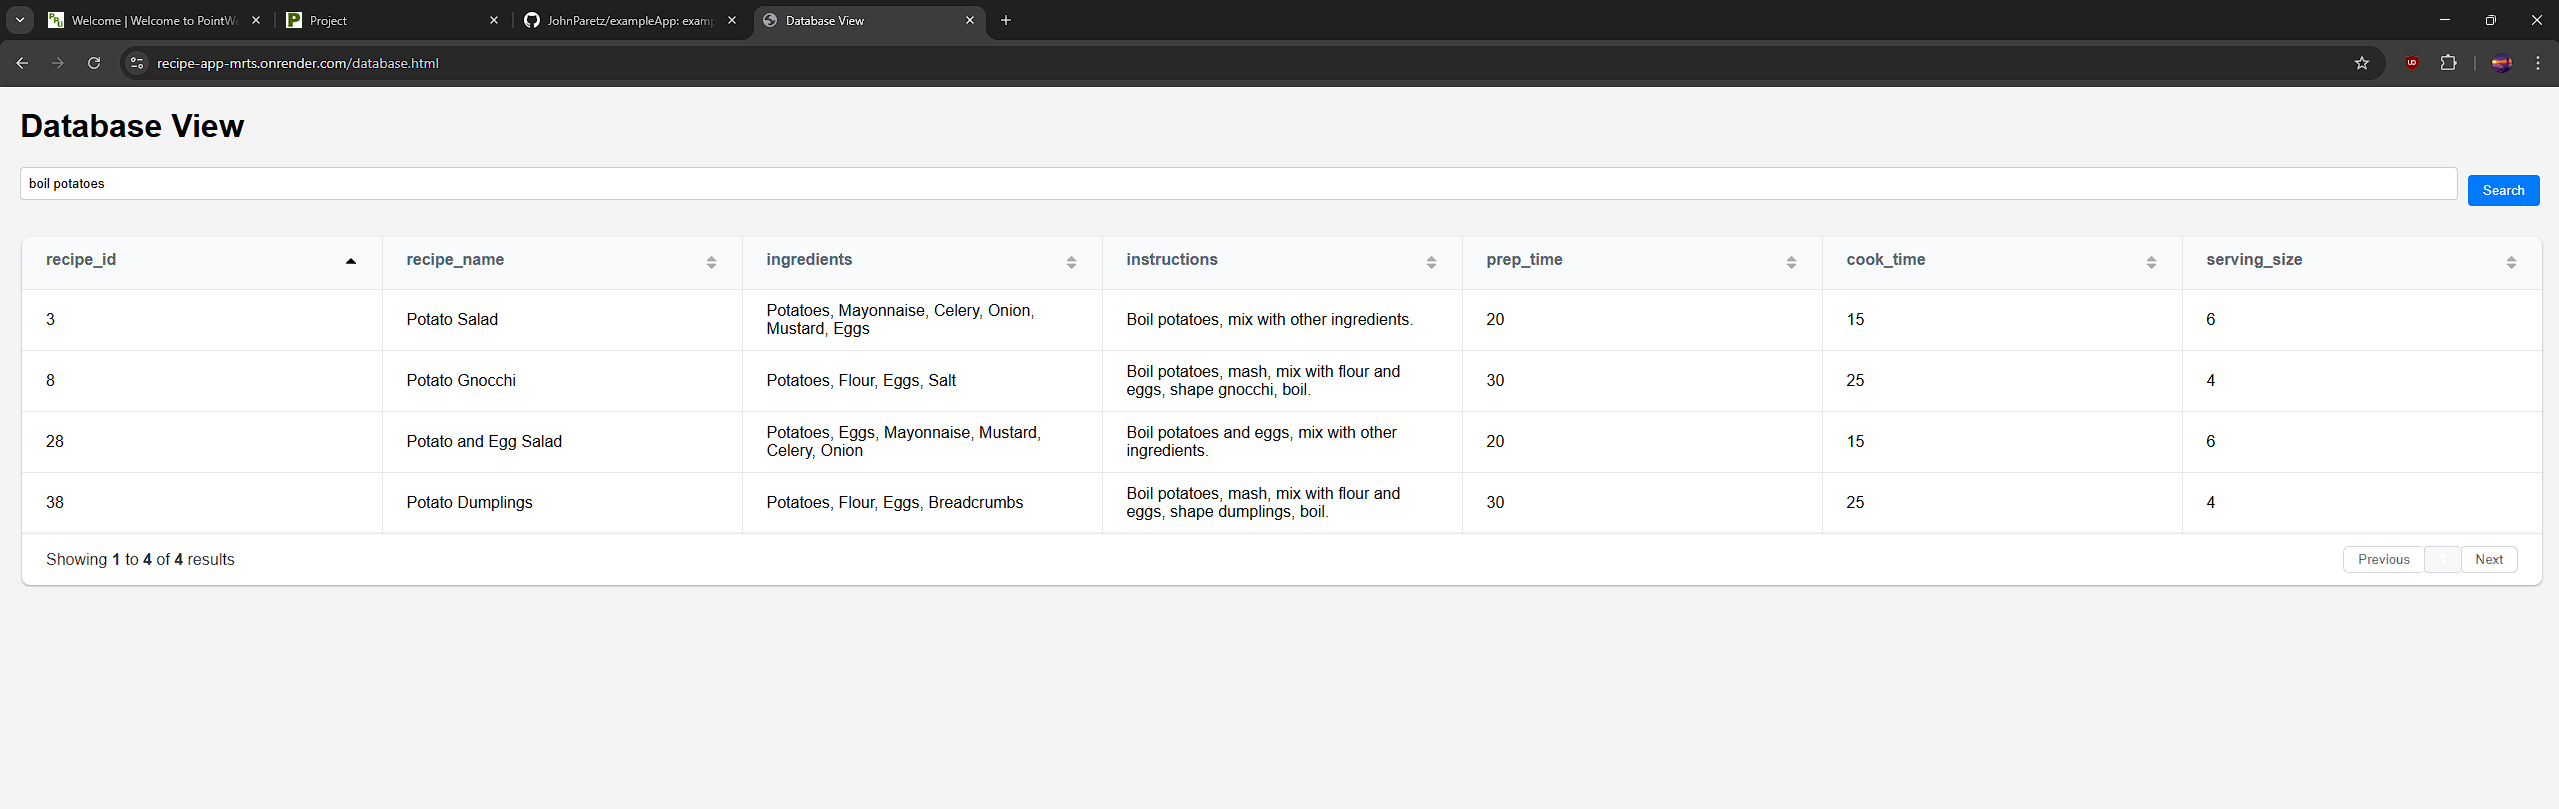 Welcome | Welcome to PointW
Project
JohnParetz/exampleApp: exam
Database View
recipe-app-mrts.onrender.com/database.html
Database View
boil potatoes
Search
recipe_id recipe_name ingredients instructions prep_time cook_time serving_size
3 Potato Salad Potatoes, Mayonnaise, Celery, Onion, Mustard, Eggs Boil potatoes, mix with other ingredients. 20 15 6
8 Potato Gnocchi Potatoes, Flour, Eggs, Salt Boil potatoes, mash, mix with flour and eggs, shape gnocchi, boil. 30 25 4
28 Potato and Egg Salad Potatoes, Eggs, Mayonnaise, Mustard, Celery, Onion Boil potatoes and eggs, mix with other ingredients. 20 15 6
38 Potato Dumplings Potatoes, Flour, Eggs, Breadcrumbs Boil potatoes, mash, mix with flour and eggs, shape dumplings, boil. 30 25 4
Showing 1 to 4 of 4 results
Previous 1 Next